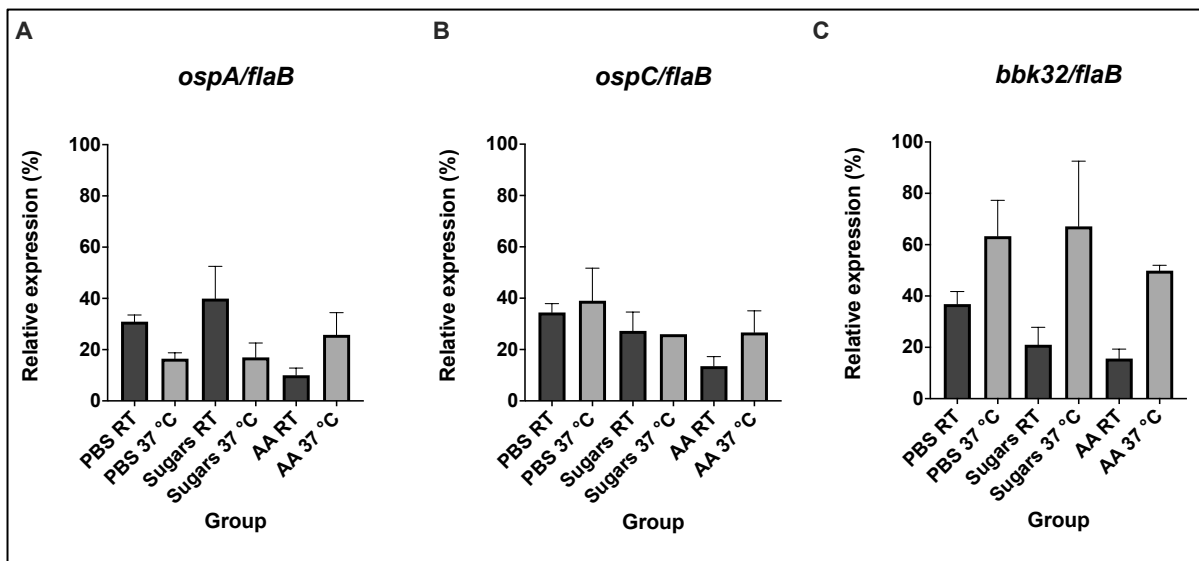 A
ospA/flaB
Relative expression (%)
100
80
60
40
20
0
PBS RT
PBS 37 °C
Sugars RT
Sugars 37 °C
AA RT
AA 37 °C
Group
B
ospC/flaB
Relative expression (%)
100
80
60
40
20
0
PBS RT
PBS 37 °C
Sugars RT
Sugars 37 °C
AA RT
AA 37 °C
Group
C
bbk32/flaB
Relative expression (%)
100
80
60
40
20
0
PBS RT
PBS 37 °C
Sugars RT
Sugars 37 °C
AA RT
AA 37 °C
Group